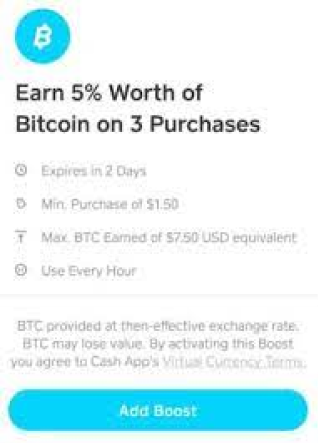 Earn 5% Worth of
Bitcoin on 3 Purchases
Expires in 2 Days
Min. Purchase of $1.50
Max. BTC Earned of $7.50 USD equivalent
Use Every Hour
BTC provided at then-effective exchange rate.
BTC may lose value. By activating this Boost
you agree to Cash App's Virtual Currency Terms.
Add Boost